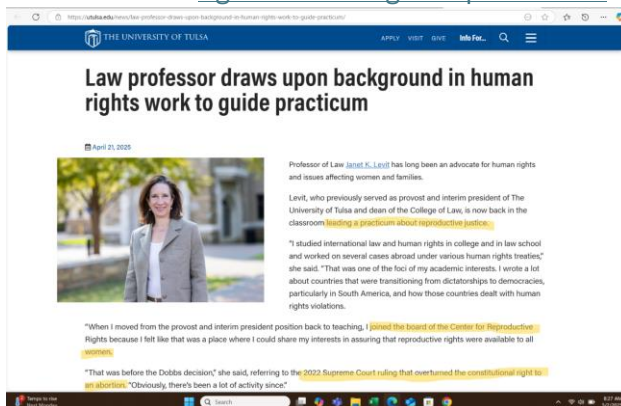 https://utulsa.edu/news/law-professor-draws-upon-background-in-human-rights-work-to-guide-practicum/
THE UNIVERSITY OF TULSA
APPLY VISIT GIVE Info For...
Law professor draws upon background in human
rights work to guide practicum
April 21, 2025
Professor of Law Janet K. Levit has long been an advocate for human rights
and issues affecting women and families.
Levit, who previously served as provost and interim president of The
University of Tulsa and dean of the College of Law, is now back in the
classroom leading a practicum about reproductive justice.
"I studied international law and human rights in college and in law school
and worked on several cases abroad under various human rights treaties,"
she said. "That was one of the foci of my academic interests. I wrote a lot
about countries that were transitioning from dictatorships to democracies,
particularly in South America, and how those countries dealt with human
rights violations.
"When I moved from the provost and interim president position back to teaching, I joined the board of the Center for Reproductive
Rights because I felt like that was a place where I could share my interests in assuring that reproductive rights were available to all
women.
"That was before the Dobbs decision," she said, referring to the 2022 Supreme Court ruling that overturned the constitutional right to
an abortion. "Obviously, there's been a lot of activity since."
Temps to rise
Next Monday
Search
8:27 AM